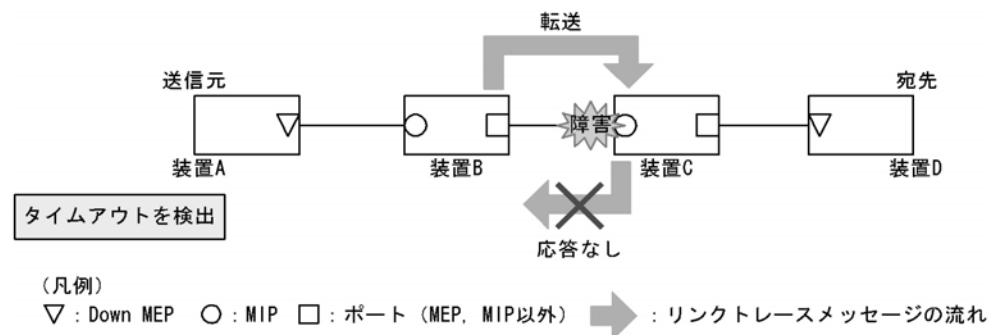 転送
送信元
宛先
障害
装置A
装置B
装置C
装置D
タイムアウトを検出
応答なし
(凡例)
▽:Down MEP ○:MIP □:ポート(MEP, MIP以外) :リンクトレースメッセージの流れ